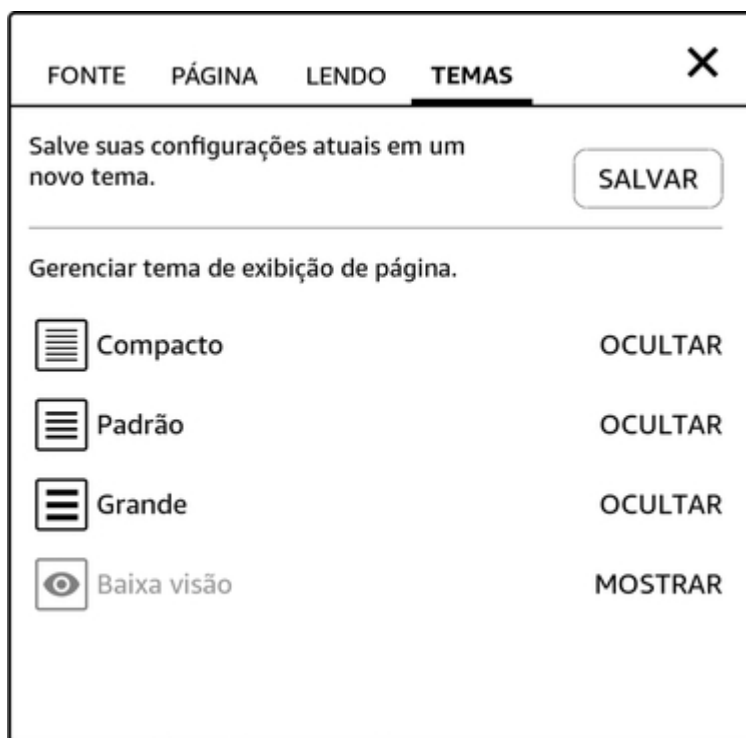 FONTE PÁGINA LENDO TEMAS
Salve suas configurações atuais em um
novo tema.
SALVAR
Gerenciar tema de exibição de página.
Compacto OCULTAR
Padrão OCULTAR
Grande OCULTAR
Baixa visão MOSTRAR